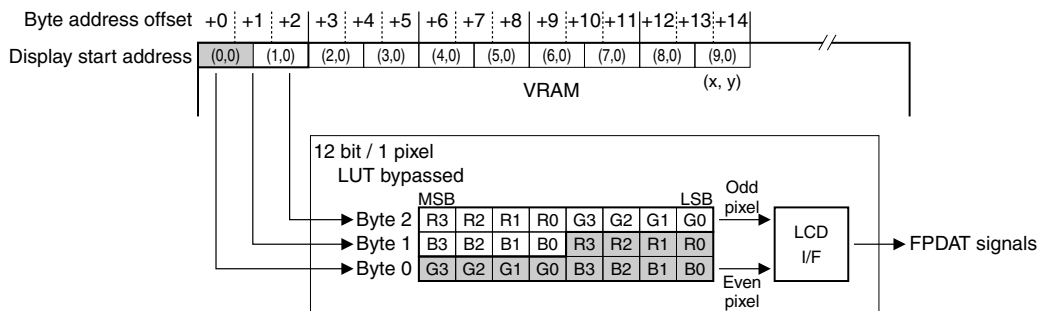 Byte address offset +0 +1 +2 +3 +4 +5 +6 +7 +8 +9 +10 +11 +12 +13 +14
Display start address (0,0) (1,0) (2,0) (3,0) (4,0) (5,0) (6,0) (7,0) (8,0) (9,0)
VRAM (x, y)
12 bit / 1 pixel
LUT bypassed
MSB LSB
Odd
pixel
Byte 2 R3 R2 R1 R0 G3 G2 G1 G0
Byte 1 B3 B2 B1 B0 R3 R2 R1 R0
Byte 0 G3 G2 G1 G0 B3 B2 B1 B0
Even
pixel
LCD
I/F
FPDAT signals